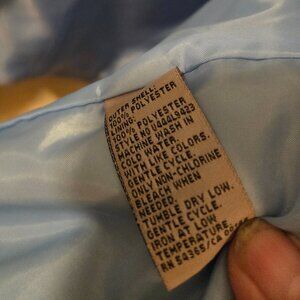 OUTER SHELL:
100% POLYESTER
LINING:
100% POLYESTER
STYLE NO
MACHINE WASH IN
COLD WATER
WITH LIKE COLORS.
GENTLE CYCLE.
ONLY NON-CHLORINE
BLEACH WHEN
NEEDED.
TUMBLE DRY LOW.
GENTLE CYCLE.
IRON AT LOW
TEMPERATURE
RN 54365/CA